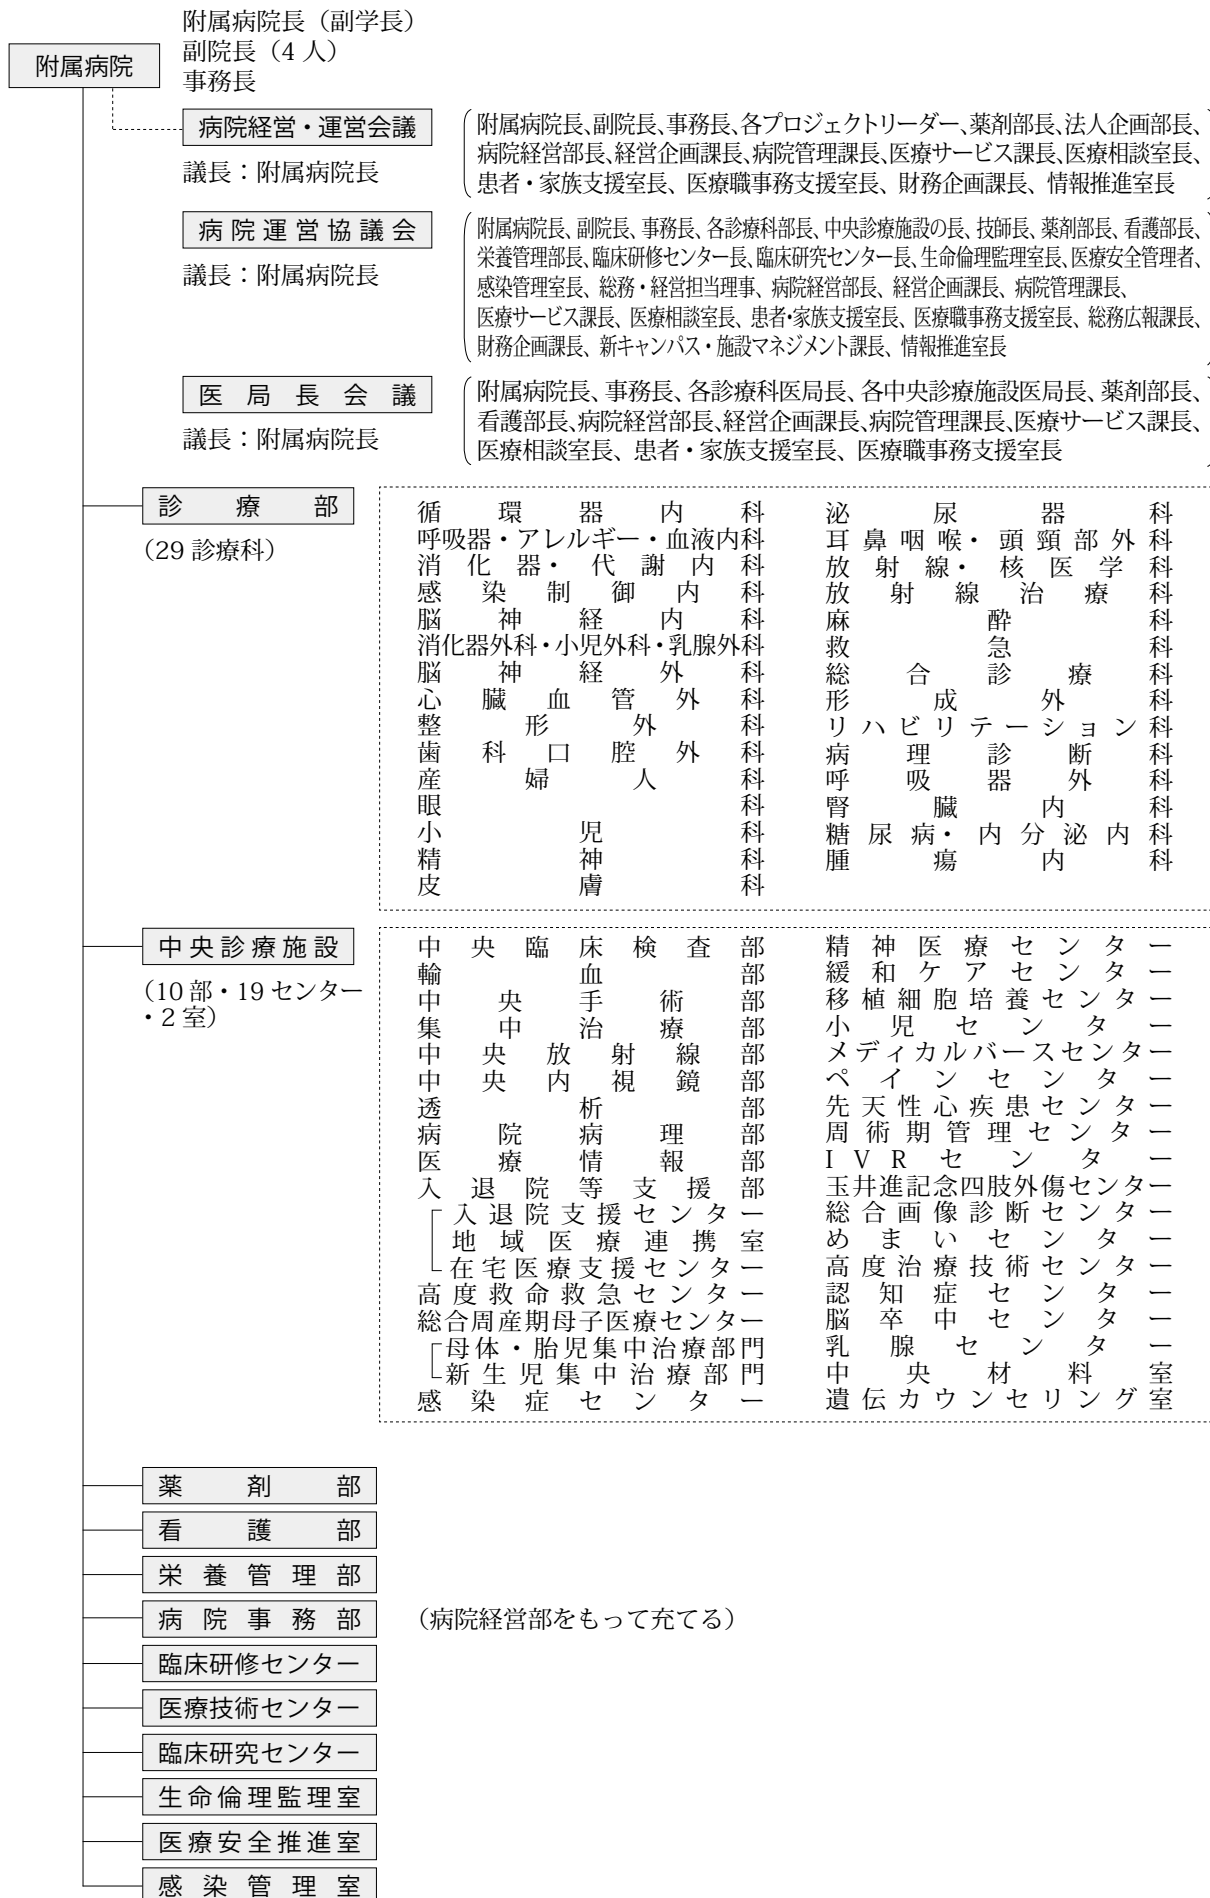 附属病院
附属病院長（副学長）
副院長（4 人）
事務長
病院経営・運営会議
議長：附属病院長
附属病院長、副院長、事務長、各プロジェクトリーダー、薬剤部長、法人企画部長、
病院経営部長、経営企画課長、病院管理課長、医療サービス課長、医療相談室長、
患者・家族支援室長、医療職事務支援室長、財務企画課長、情報推進室長
病院運営協議会
議長：附属病院長
附属病院長、副院長、事務長、各診療科部長、中央診療施設の長、技師長、薬剤部長、看護部長、
栄養管理部長、臨床研修センター長、臨床研究センター長、生命倫理監理室長、医療安全管理者、
感染管理室長、総務・経営担当理事、病院経営部長、経営企画課長、病院管理課長、
医療サービス課長、医療相談室長、患者・家族支援室長、医療職事務支援室長、総務広報課長、
財務企画課長、新キャンパス・施設マネジメント課長、情報推進室長
医局長会議
議長：附属病院長
附属病院長、事務長、各診療科医局長、各中央診療施設医局長、薬剤部長、
看護部長、病院経営部長、経営企画課長、病院管理課長、医療サービス課長、
医療相談室長、患者・家族支援室長、医療職事務支援室長
診療部
（29 診療科）
循環器内科
呼吸器・アレルギー・血液内科
消化器・代謝内科
感染制御内科
脳神経内科
消化器外科・小児外科・乳腺外科
脳神経外科
心臓血管外科
整形外科
歯科口腔外科
産婦人科
眼科
小児科
精神科
皮膚科
泌尿器科
耳鼻咽喉・頭頸部外科
放射線・核医学科
放射線治療科
麻酔科
救急科
総合診療科
形成外科
リハビリテーション科
病理診断科
呼吸器外科
腎臓内科
糖尿病・内分泌内科
腫瘍内科
中央診療施設
（10 部・19 センター
・2 室）
中央臨床検査部
輸血部
中央手術部
集中治療部
中央放射線部
中央内視鏡部
透析部
病院病理部
医療情報部
入退院等支援部
入退院支援センター
地域医療連携室
在宅医療支援センター
高度救命救急センター
総合周産期母子医療センター
母体・胎児集中治療部門
新生児集中治療部門
感染症センター
精神医療センター
緩和ケアセンター
移植細胞培養センター
小児センター
メディカルバースセンター
ペインセンター
先天性心疾患センター
周術期管理センター
IVRセンター
玉井進記念四肢外傷センター
総合画像診断センター
めまいセンター
高度治療技術センター
認知症センター
脳卒中センター
乳腺センター
中央材料室
遺伝カウンセリング室
薬剤部
看護部
栄養管理部
病院事務部
（病院経営部をもって充てる）
臨床研修センター
医療技術センター
臨床研究センター
生命倫理監理室
医療安全推進室
感染管理室